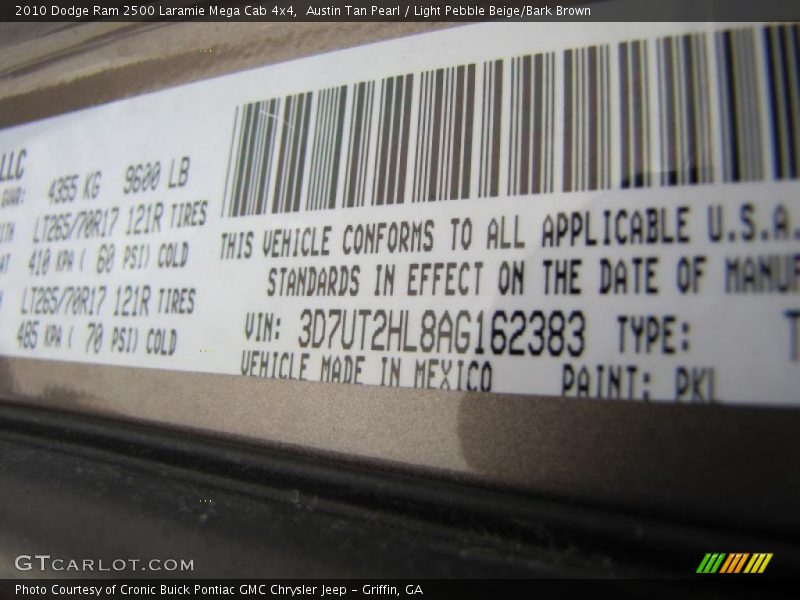 2010 Dodge Ram 2500 Laramie Mega Cab 4x4, Austin Tan Pearl / Light Pebble Beige/Bark Brown
LLC
GWR: 4355 KG 9600 LB
LT265/70R17 121R TIRES
410 KPA ( 60 PSI) COLD
LT265/70R17 121R TIRES
485 KPA ( 70 PSI) COLD
THIS VEHICLE CONFORMS TO ALL APPLICABLE U.S.A.
STANDARDS IN EFFECT ON THE DATE OF MANUF
VIN: 3D7UT2HL8AG162383 TYPE: T
VEHICLE MADE IN MEXICO PAINT: PKL
GTCARLOT.COM
Photo Courtesy of Cronic Buick Pontiac GMC Chrysler Jeep - Griffin, GA